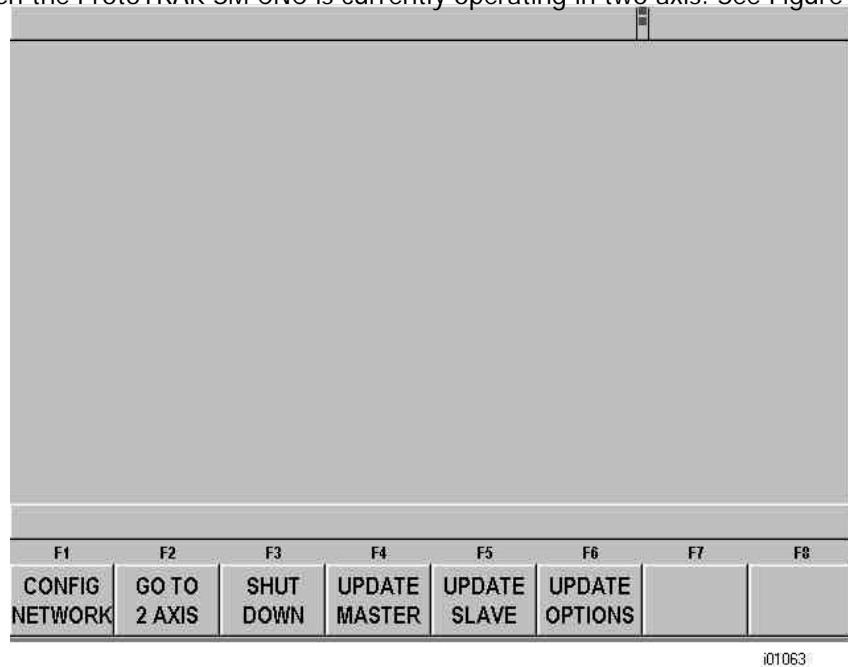 en the ProtoTRAK SM CNC is currently operating in two-axis. See Figure
F1 F2 F3 F4 F5 F6 F7 F8
CONFIG GO TO SHUT UPDATE UPDATE UPDATE
NETWORK 2 AXIS DOWN MASTER SLAVE OPTIONS
i01063